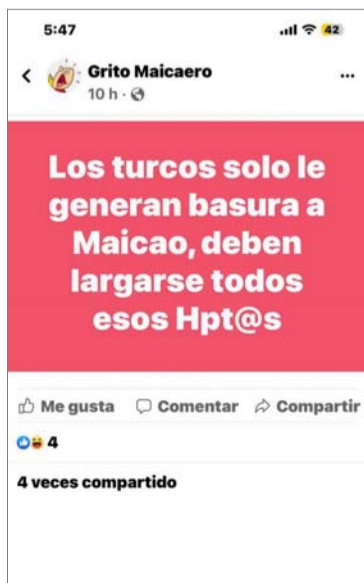 5:47
42
Grito Maicaero
10 h ·
Los turcos solo le
generan basura a
Maicao, deben
largarse todos
esos Hpt@s
Me gusta Comentar Compartir
4
4 veces compartido